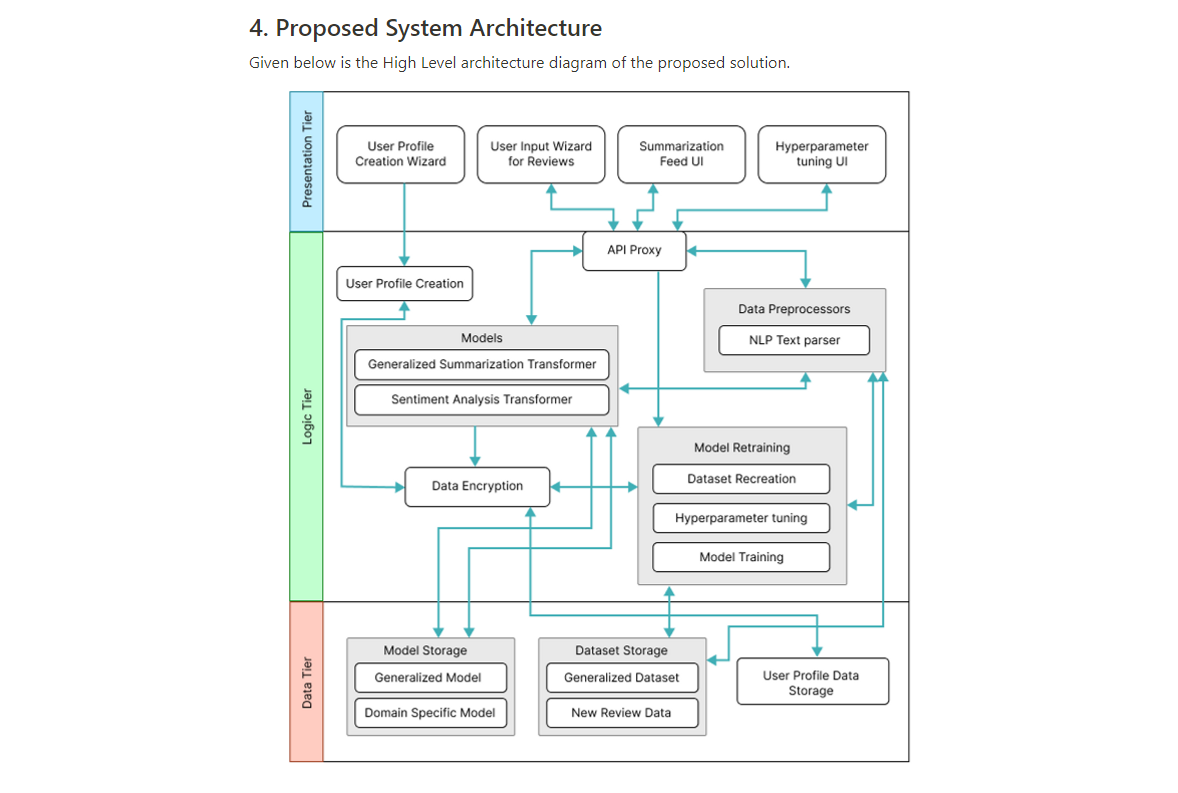 4. Proposed System Architecture
Given below is the High Level architecture diagram of the proposed solution.
Presentation Tier
User Profile
Creation Wizard
User Input Wizard
for Reviews
Summarization
Feed UI
Hyperparameter
tuning UI
Logic Tier
API Proxy
User Profile Creation
Data Preprocessors
NLP Text parser
Models
Generalized Summarization Transformer
Sentiment Analysis Transformer
Data Encryption
Model Retraining
Dataset Recreation
Hyperparameter tuning
Model Training
Data Tier
Model Storage
Generalized Model
Domain Specific Model
Dataset Storage
Generalized Dataset
New Review Data
User Profile Data
Storage